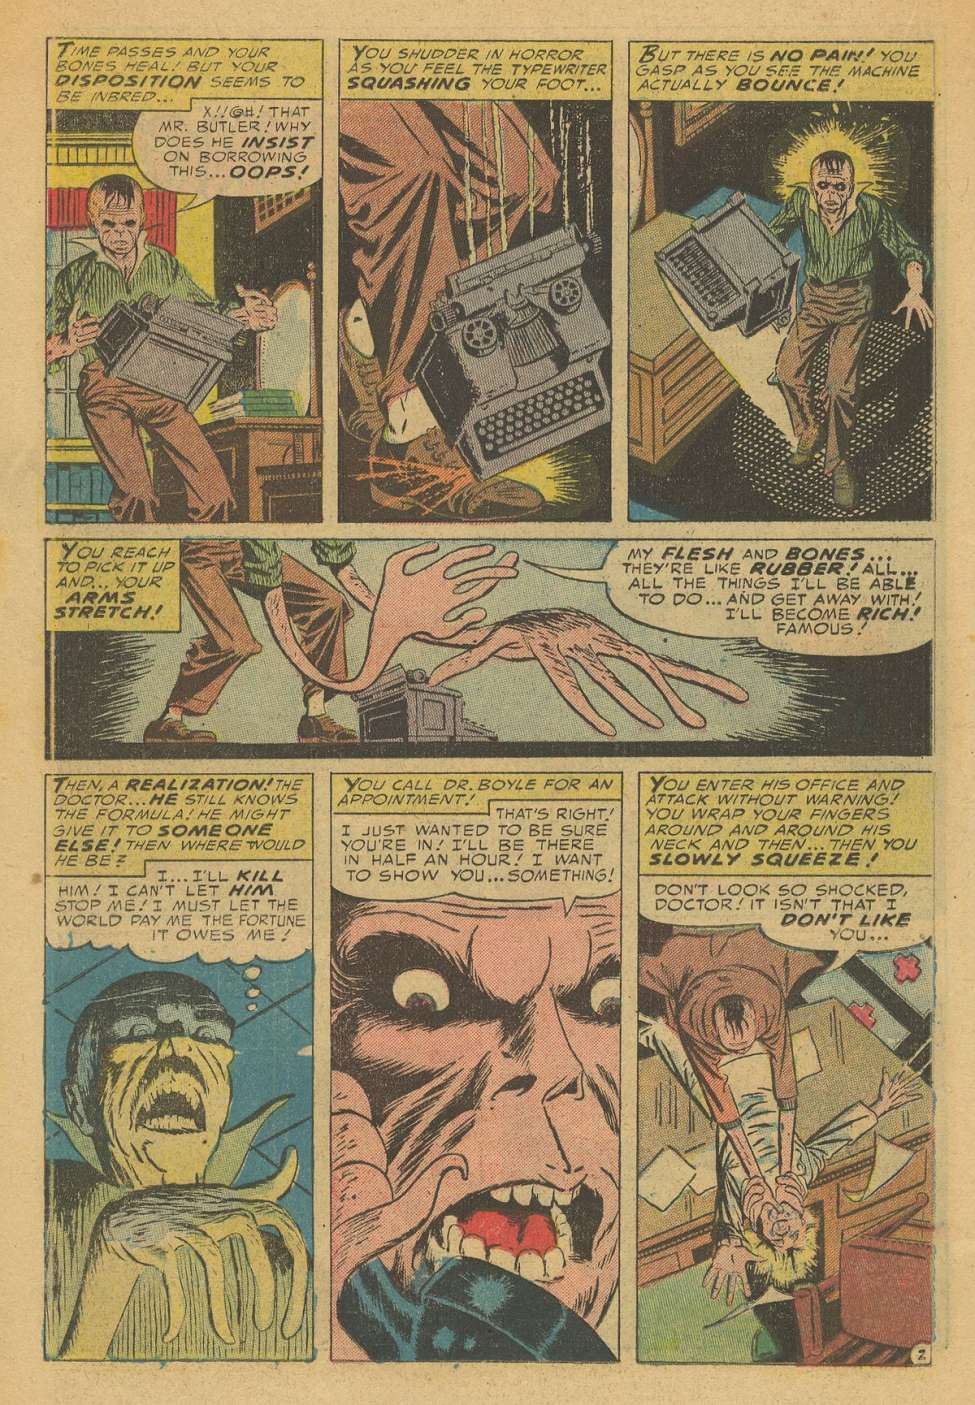 TIME PASSES AND YOUR
BONES HEAL! BUT YOUR
DISPOSITION SEEMS TO
BE INBRED...
X!!@#! THAT
MR. BUTLER! WHY
DOES HE INSIST
ON BORROWING
THIS... OOPS!
YOU SHUDDER IN HORROR
AS YOU FEEL THE TYPEWRITER
SQUASHING YOUR FOOT...
BUT THERE IS NO PAIN! YOU
GASP AS YOU SEE THE MACHINE
ACTUALLY BOUNCE!
YOU REACH
TO PICK IT UP
AND... YOUR
ARMS
STRETCH!
MY FLESH AND BONES...
THEY'RE LIKE RUBBER! ALL...
ALL THE THINGS I'LL BE ABLE
TO DO... AND GET AWAY WITH!
I'LL BECOME RICH!
FAMOUS!
THEN, A REALIZATION! THE
DOCTOR... HE STILL KNOWS
THE FORMULA! HE MIGHT
GIVE IT TO SOMEONE
ELSE! THEN WHERE WOULD
HE BE?
I... I'LL KILL
HIM! I CAN'T LET HIM
STOP ME! I MUST LET THE
WORLD PAY ME THE FORTUNE
IT OWES ME!
YOU CALL DR. BOYLE FOR AN
APPOINTMENT!
THAT'S RIGHT!
I JUST WANTED TO BE SURE
YOU'RE IN! I'LL BE THERE
IN HALF AN HOUR! I WANT
TO SHOW YOU... SOMETHING!
YOU ENTER HIS OFFICE AND
ATTACK WITHOUT WARNING!
YOU WRAP YOUR FINGERS
AROUND AND AROUND HIS
NECK AND THEN... THEN YOU
SLOWLY SQUEEZE!
DON'T LOOK SO SHOCKED,
DOCTOR! IT ISN'T THAT I
DON'T LIKE
YOU...
2